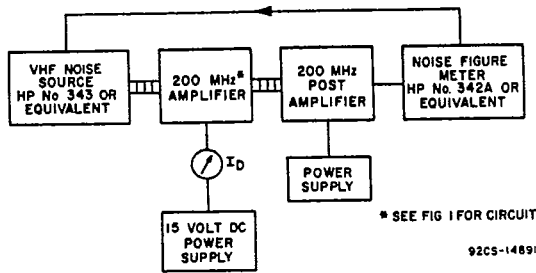 VHF NOISE
SOURCE
HP No 343 OR
EQUIVALENT
200 MHz*
AMPLIFIER
200 MHz
POST
AMPLIFIER
NOISE FIGURE
METER
HP No. 342A OR
EQUIVALENT
ID
POWER
SUPPLY
15 VOLT DC
POWER
SUPPLY
* SEE FIG 1 FOR CIRCUIT
92CS-14891